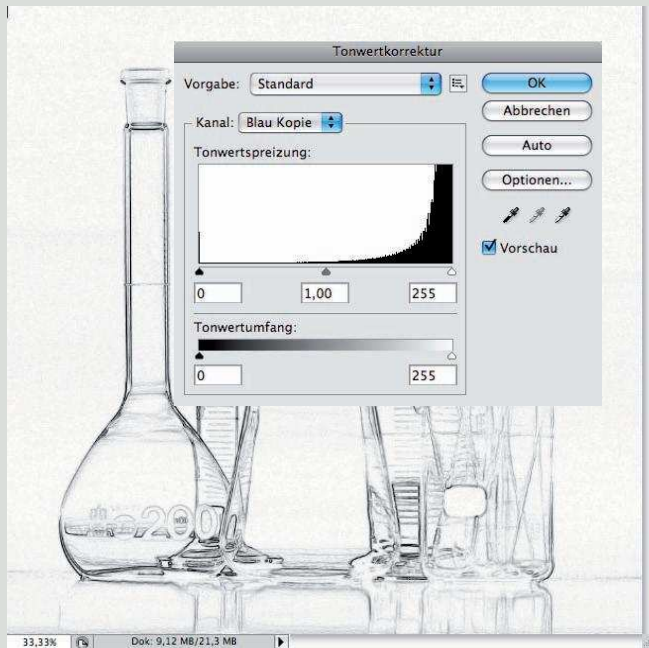 Tonwertkorrektur
Vorgabe: Standard
OK
Abbrechen
Kanal: Blau Kopie
Auto
Tonwertspreizung:
Optionen...
Vorschau
0 1,00 255
Tonwertumfang:
0 255
200
33,33% Dok: 9,12 MB/21,3 MB